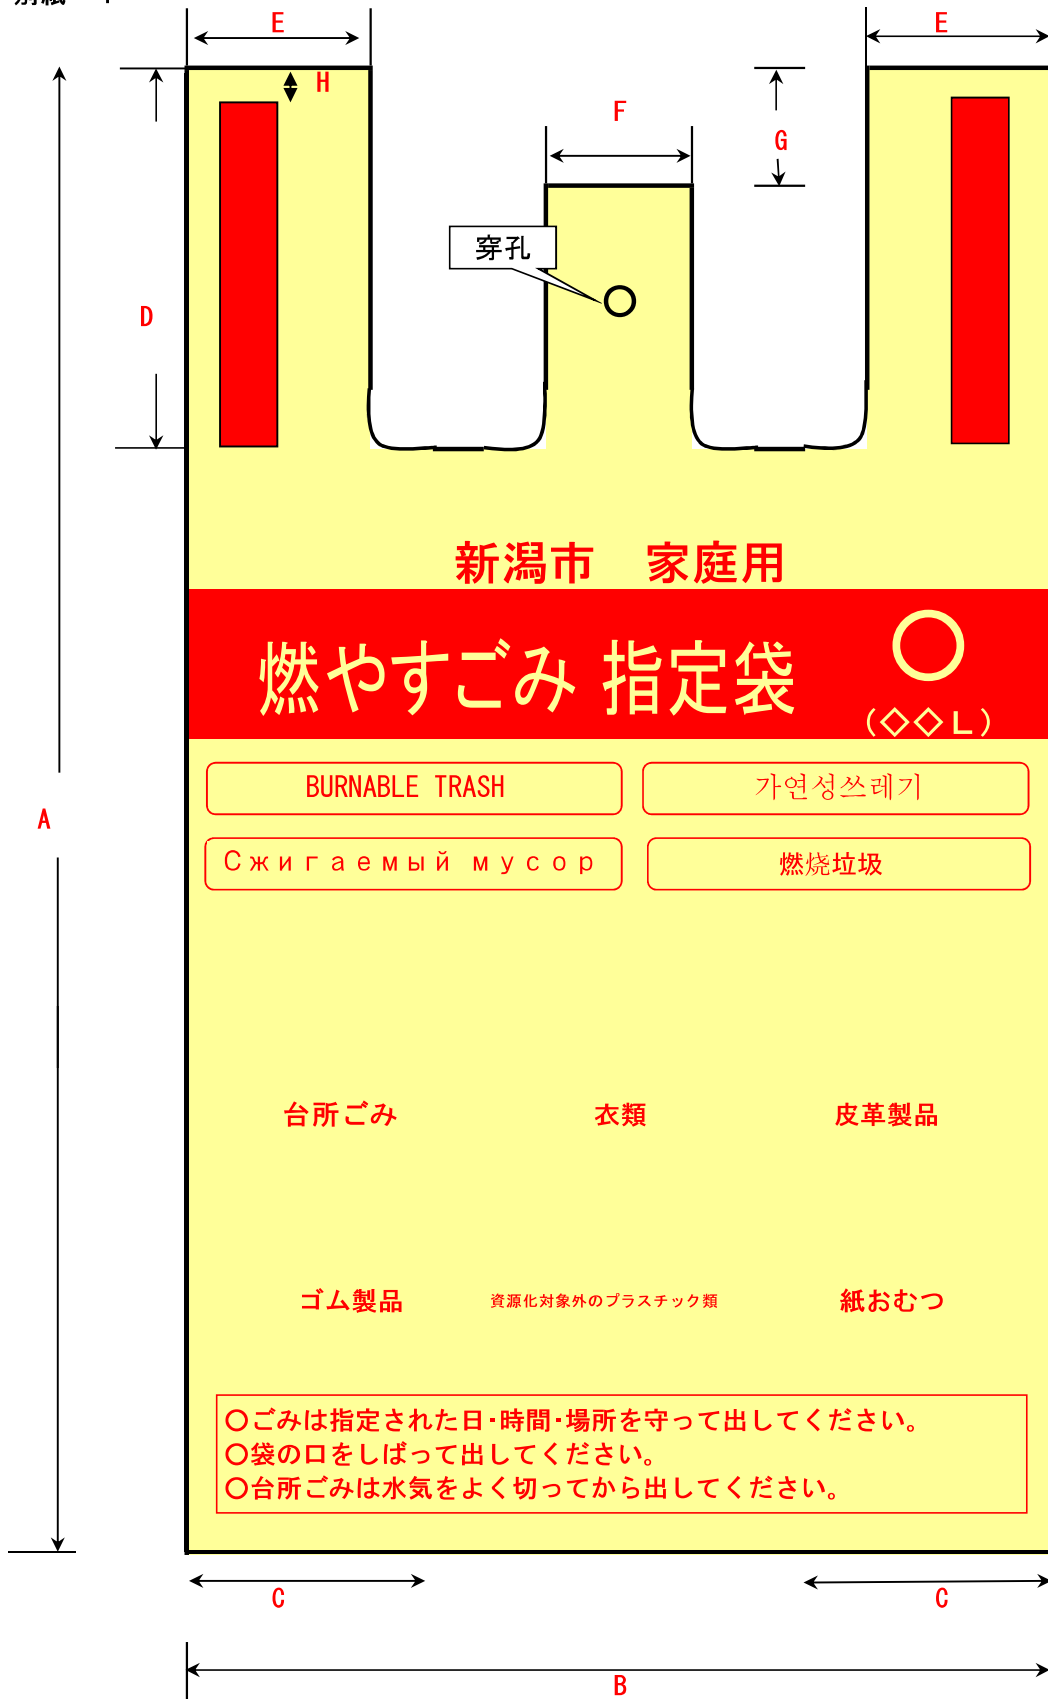 E
E
H
F
G
穿孔
D
新潟市　家庭用
燃やすごみ 指定袋
○
(◇◇L)
BURNABLE TRASH
가연성쓰레기
Сжигаемый мусор
燃烧垃圾
A
台所ごみ
衣類
皮革製品
ゴム製品
資源化対象外のプラスチック類
紙おむつ
○ごみは指定された日・時間・場所を守って出してください。
○袋の口をしばって出してください。
○台所ごみは水気をよく切ってから出してください。
C
C
B